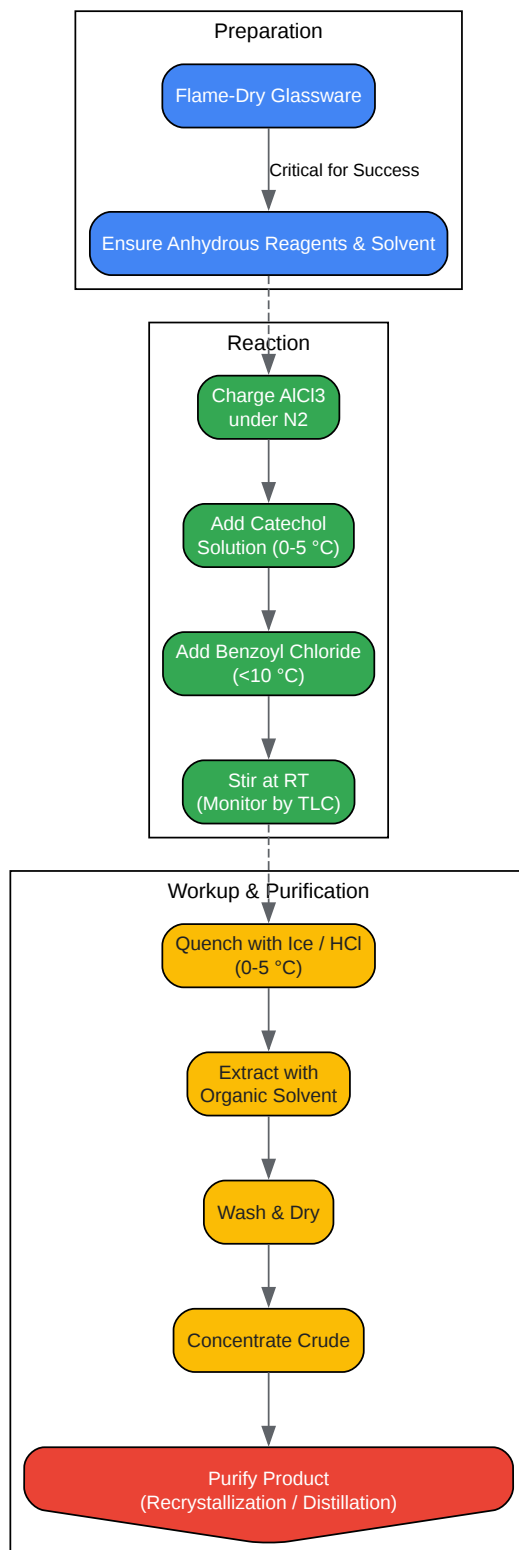 Preparation
Flame-Dry Glassware
Critical for Success
Ensure Anhydrous Reagents & Solvent
Reaction
Charge AlCl3
under N2
Add Catechol
Solution (0-5 °C)
Add Benzoyl Chloride
(<10 °C)
Stir at RT
(Monitor by TLC)
Workup & Purification
Quench with Ice / HCl
(0-5 °C)
Extract with
Organic Solvent
Wash & Dry
Concentrate Crude
Purify Product
(Recrystallization / Distillation)